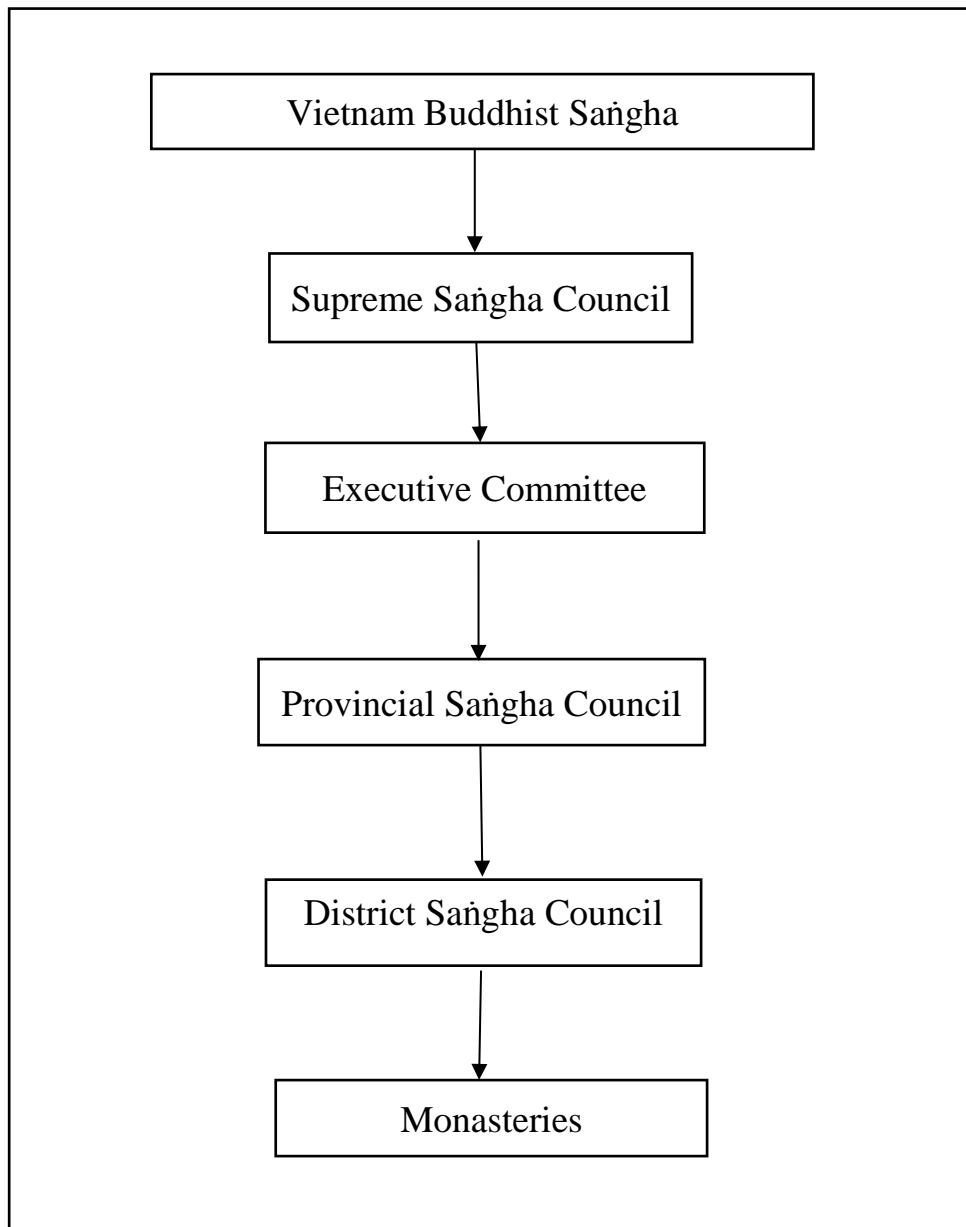 Vietnam Buddhist Saṅgha
Supreme Saṅgha Council
Executive Committee
Provincial Saṅgha Council
District Saṅgha Council
Monasteries